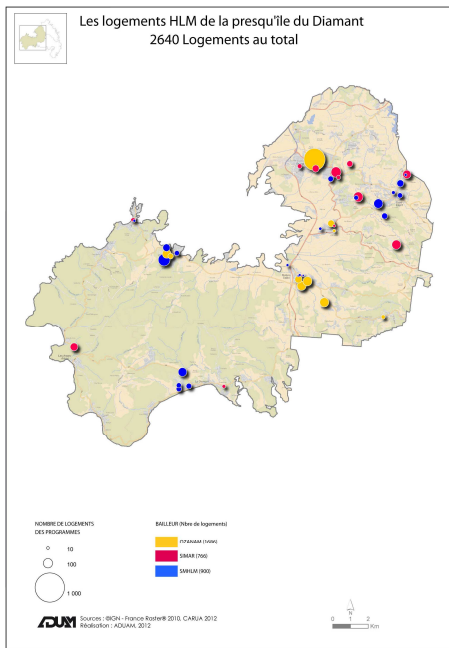 Les logements HLM de la presqu'île du Diamant
2640 Logements au total
NOMBRE DE LOGEMENTS
DES PROGRAMMES
10
100
1 000
BAILLEUR (Nbre de logements)
OZANAM
SIMAR (766)
SMHLM (900)
ADUAM
Sources : ©IGN - France Raster® 2010, CARUA 2012
Réalisation : ADUAM, 2012
N
0 1 2
Km